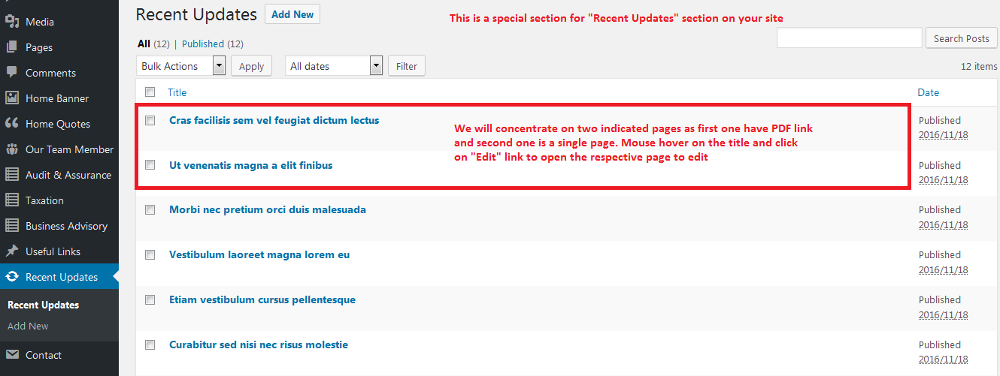 Media
Pages
Comments
Home Banner
Home Quotes
Our Team Member
Audit & Assurance
Taxation
Business Advisory
Useful Links
Recent Updates
Recent Updates
Add New
Contact
Recent Updates Add New
This is a special section for "Recent Updates" section on your site
All (12) | Published (12)
Search Posts
Bulk Actions Apply All dates Filter
12 items
Title Date
Cras facilisis sem vel feugiat dictum lectus
We will concentrate on two indicated pages as first one have PDF link
and second one is a single page. Mouse hover on the title and click
on "Edit" link to open the respective page to edit
Published
2016/11/18
Ut venenatis magna a elit finibus
Published
2016/11/18
Morbi nec pretium orci duis malesuada
Published
2016/11/18
Vestibulum laoreet magna lorem eu
Published
2016/11/18
Etiam vestibulum cursus pellentesque
Published
2016/11/18
Curabitur sed nisi nec risus molestie
Published
2016/11/18